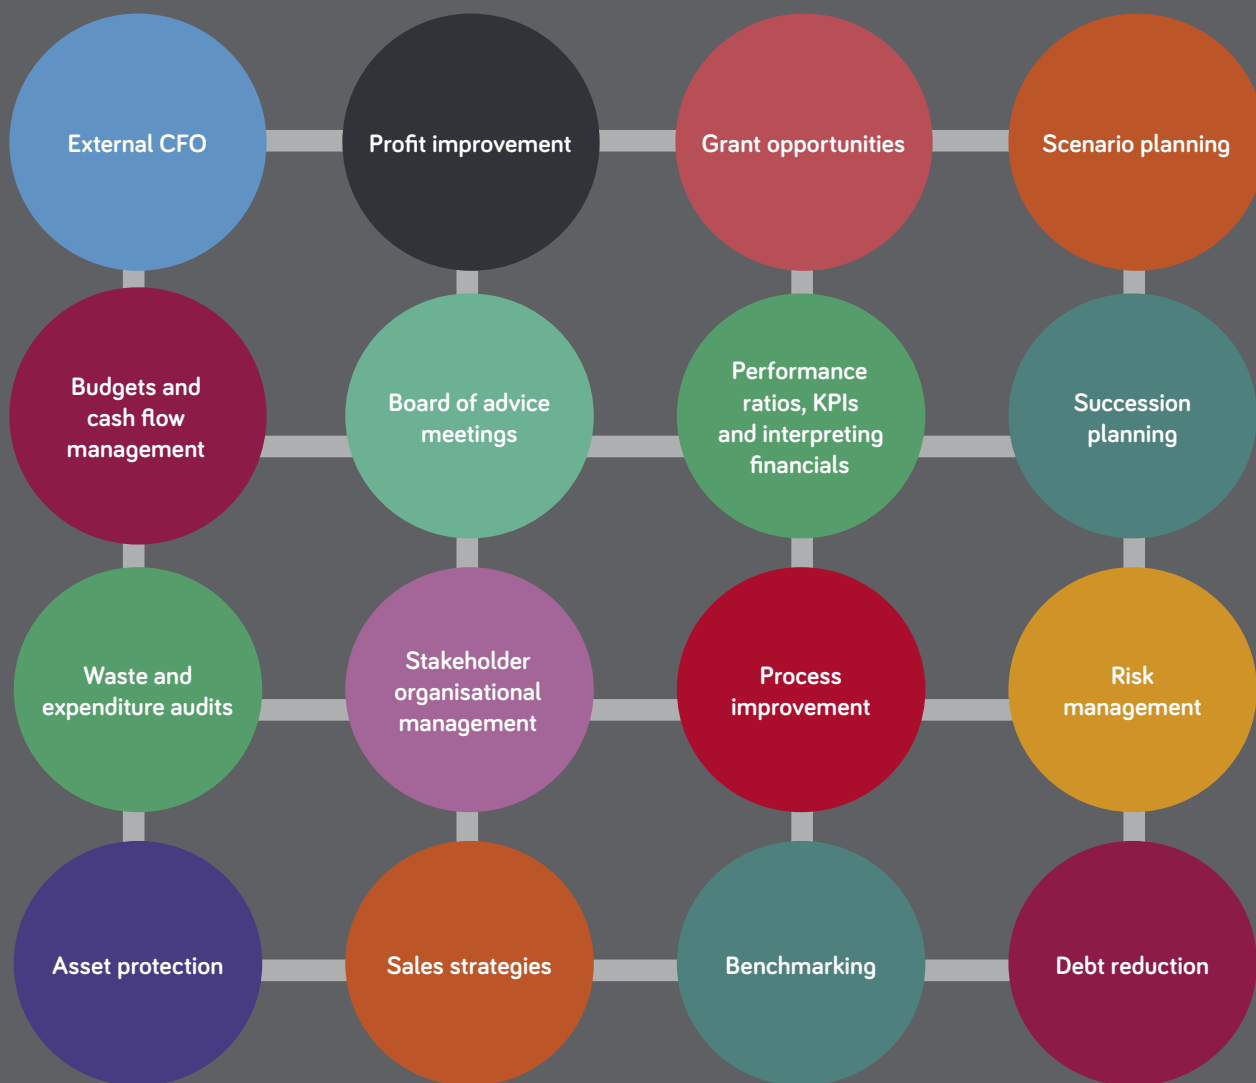 External CFO
Profit improvement
Grant opportunities
Scenario planning
Budgets and
cash flow
management
Board of advice
meetings
Performance
ratios, KPIs
and interpreting
financials
Succession
planning
Waste and
expenditure audits
Stakeholder
organisational
management
Process
improvement
Risk
management
Asset protection
Sales strategies
Benchmarking
Debt reduction